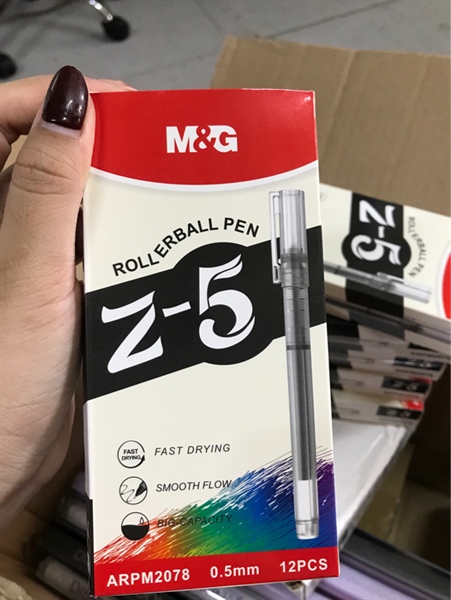 M&G
ROLLERBALL PEN
Z-5
FAST
DRYING
FAST DRYING
SMOOTH FLOW
BIG CAPACITY
ARPM2078 0.5mm 12PCS
ROLLERBALL PEN
Z-5